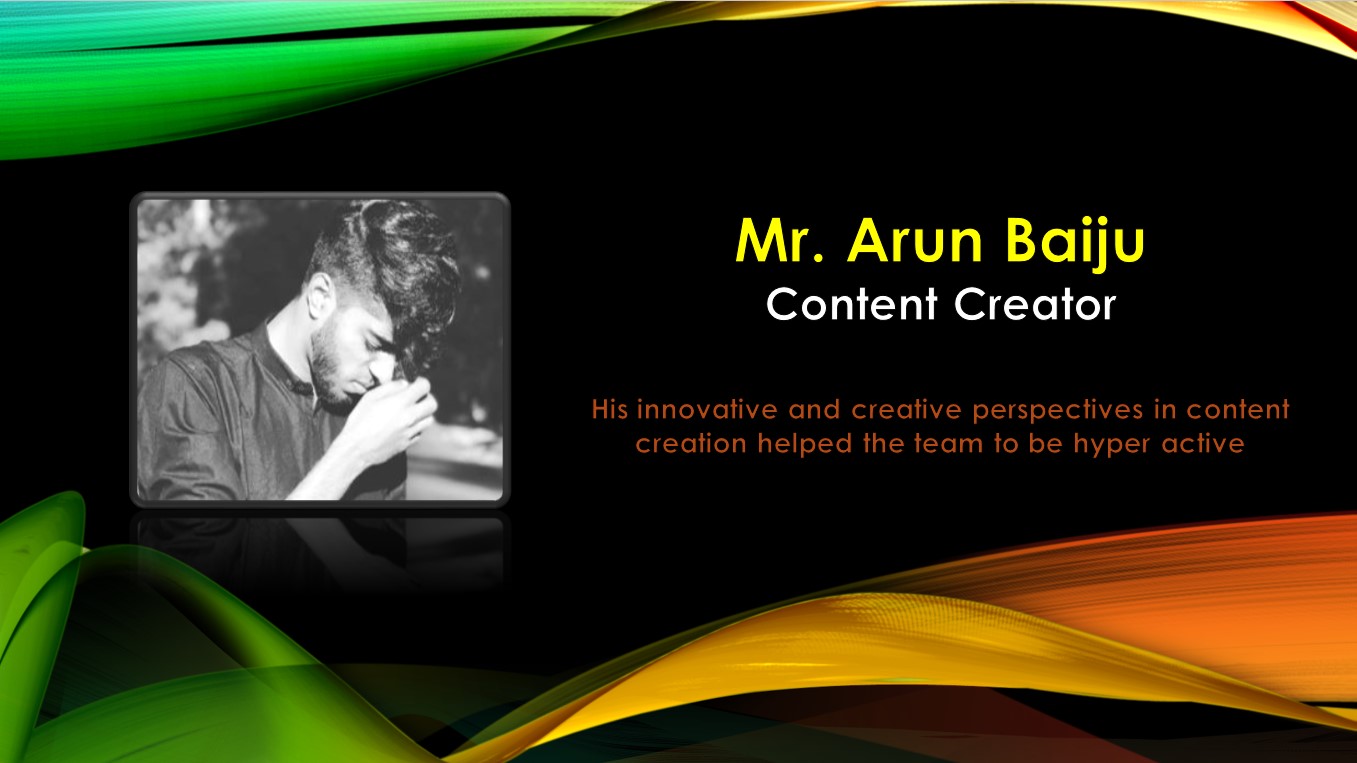 Mr. Arun Baiju
Content Creator
His innovative and creative perspectives in content
creation helped the team to be hyper active